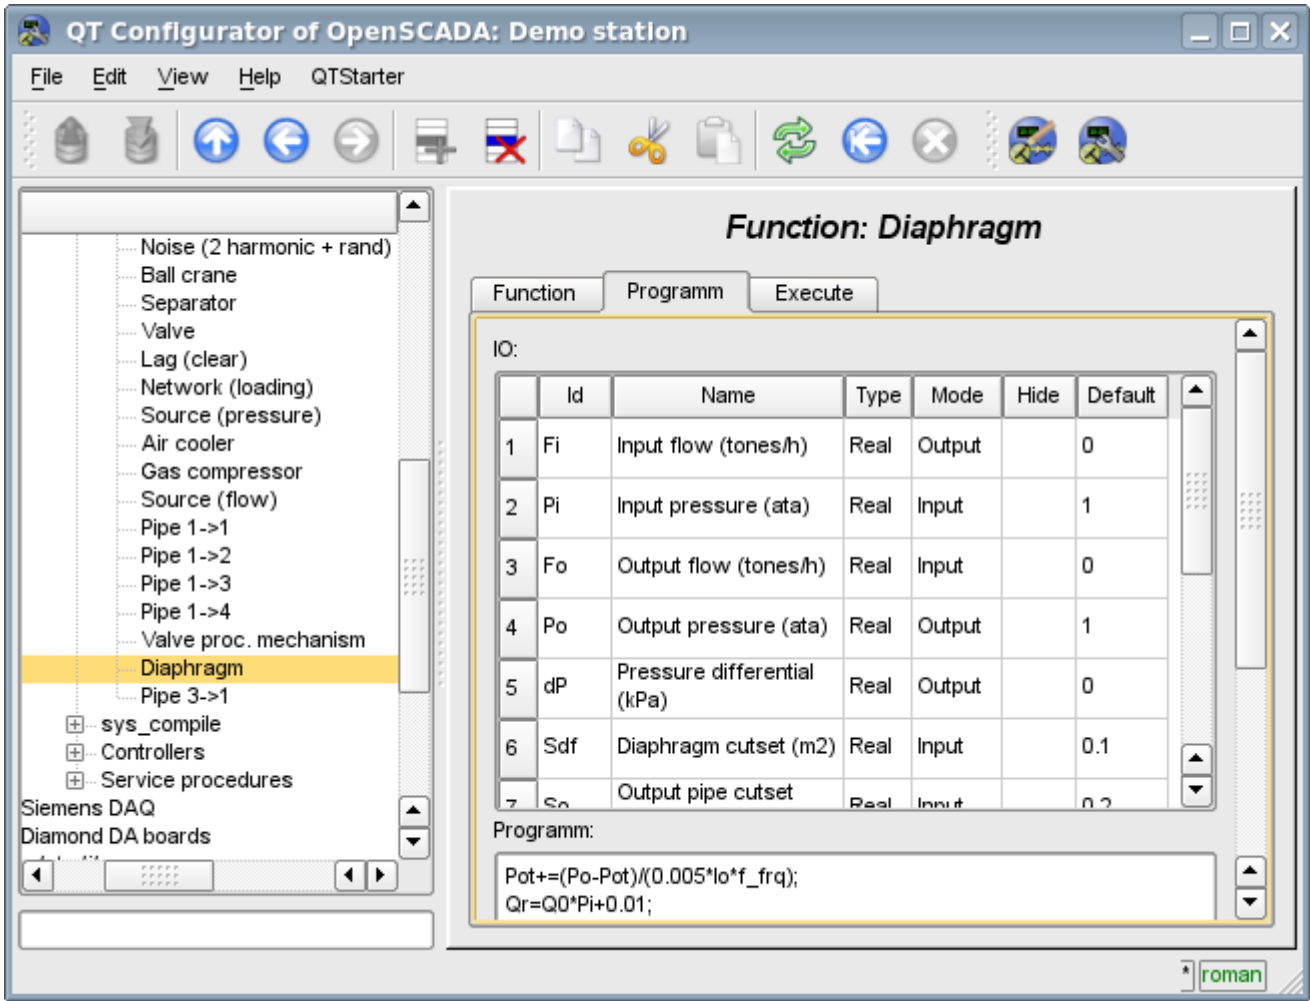 QT Configurator of OpenSCADA: Demo station
File Edit View Help QTStarter
Noise (2 harmonic + rand)
Ball crane
Separator
Valve
Lag (clear)
Network (loading)
Source (pressure)
Air cooler
Gas compressor
Source (flow)
Pipe 1->1
Pipe 1->2
Pipe 1->3
Pipe 1->4
Valve proc. mechanism
Diaphragm
Pipe 3->1
sys_compile
Controllers
Service procedures
Siemens DAQ
Diamond DA boards
Function: Diaphragm
Function Programm Execute
IO:
Id Name Type Mode Hide Default
1 Fi Input flow (tones/h) Real Output 0
2 Pi Input pressure (ata) Real Input 1
3 Fo Output flow (tones/h) Real Input 0
4 Po Output pressure (ata) Real Output 1
5 dP Pressure differential (kPa) Real Output 0
6 Sdf Diaphragm cutset (m2) Real Input 0.1
7 So Output pipe cutset Real Input 0.2
Programm:
Pot+=(Po-Pot)/(0.005*lo*f_frq);
Qr=Q0*Pi+0.01;
* roman